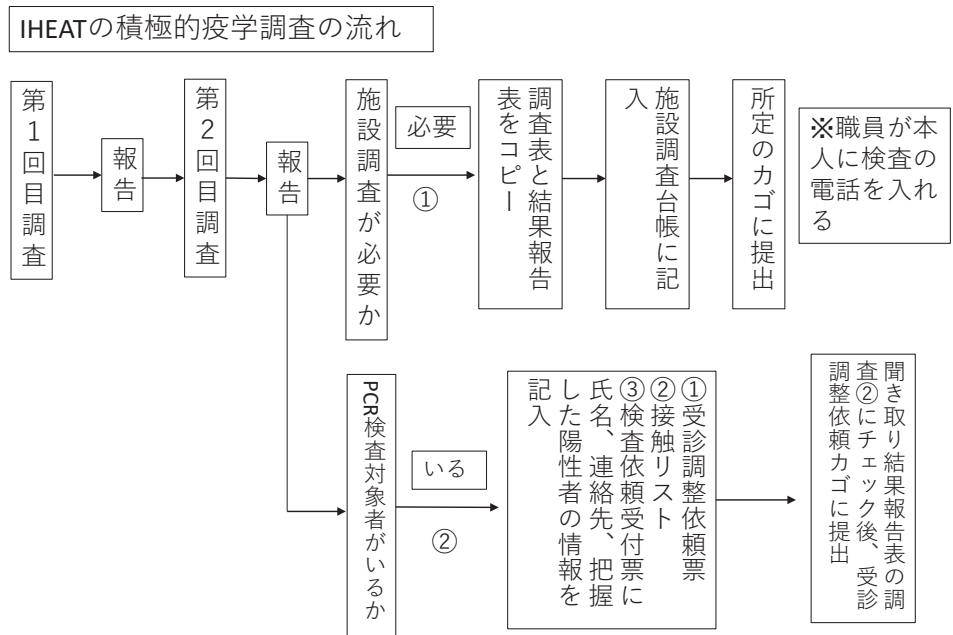 IHEATの積極的疫学調査の流れ
第1回目調査
報告
第2回目調査
報告
施設調査が必要か
必要
①
調査表と結果報告
表をコピー
施設調査台帳に記
入
所定のカゴに提出
※職員が本
人に検査の
電話を入れ
る
PCR検査対象者がいるか
いる
②
①受診調整依頼票
②接触リスト
③検査依頼受付票に
氏名、連絡先、把握
した陽性者の情報を
記入
聞き取り結果報告表の調
査②にチェック後、受診
調整依頼カゴに提出